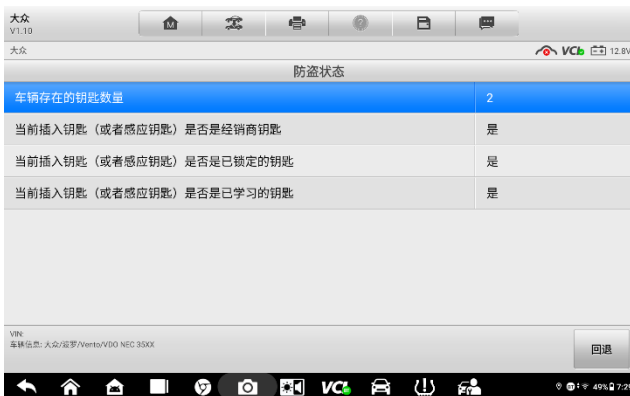 大众
V1.10
大众
VCI
12.8V
防盗状态
车辆存在的钥匙数量 2
当前插入钥匙（或者感应钥匙）是否是经销商钥匙 是
当前插入钥匙（或者感应钥匙）是否是已锁定的钥匙 是
当前插入钥匙（或者感应钥匙）是否是已学习的钥匙 是
VIN:
车辆信息: 大众/波罗/Vento/VDO NEC 35XX
回退
VCI
49% 7:29